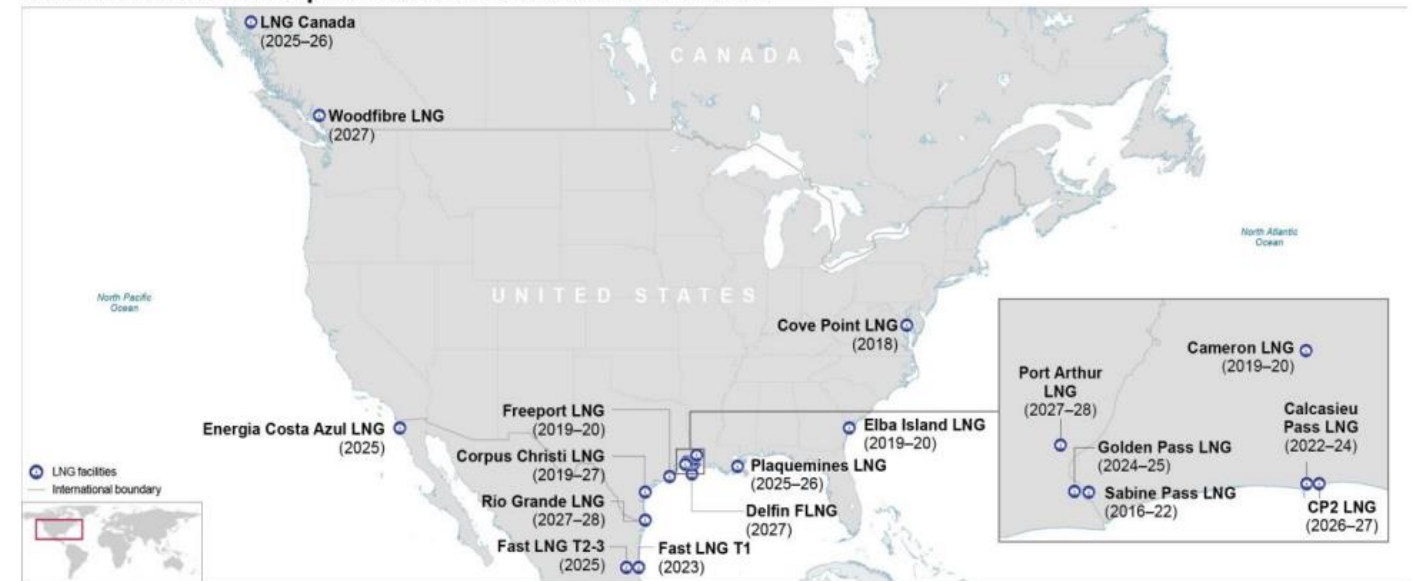 LNG Canada
(2025–26)
CANADA
Woodfibre LNG
(2027)
North Atlantic
Ocean
North Pacific
Ocean
UNITED STATES
Cove Point LNG
(2018)
Cameron LNG
(2019–20)
Port Arthur
LNG
(2027–28)
Calcasieu
Pass LNG
(2022–24)
Golden Pass LNG
(2024–25)
Sabine Pass LNG
(2016–22)
CP2 LNG
(2026–27)
Energia Costa Azul LNG
(2025)
Freeport LNG
(2019–20)
Elba Island LNG
(2019–20)
Corpus Christi LNG
(2019–27)
Plaquemines LNG
(2025–26)
Rio Grande LNG
(2027–28)
Delfin FLNG
(2027)
Fast LNG T2-3
(2025)
Fast LNG T1
(2023)
LNG facilities
International boundary